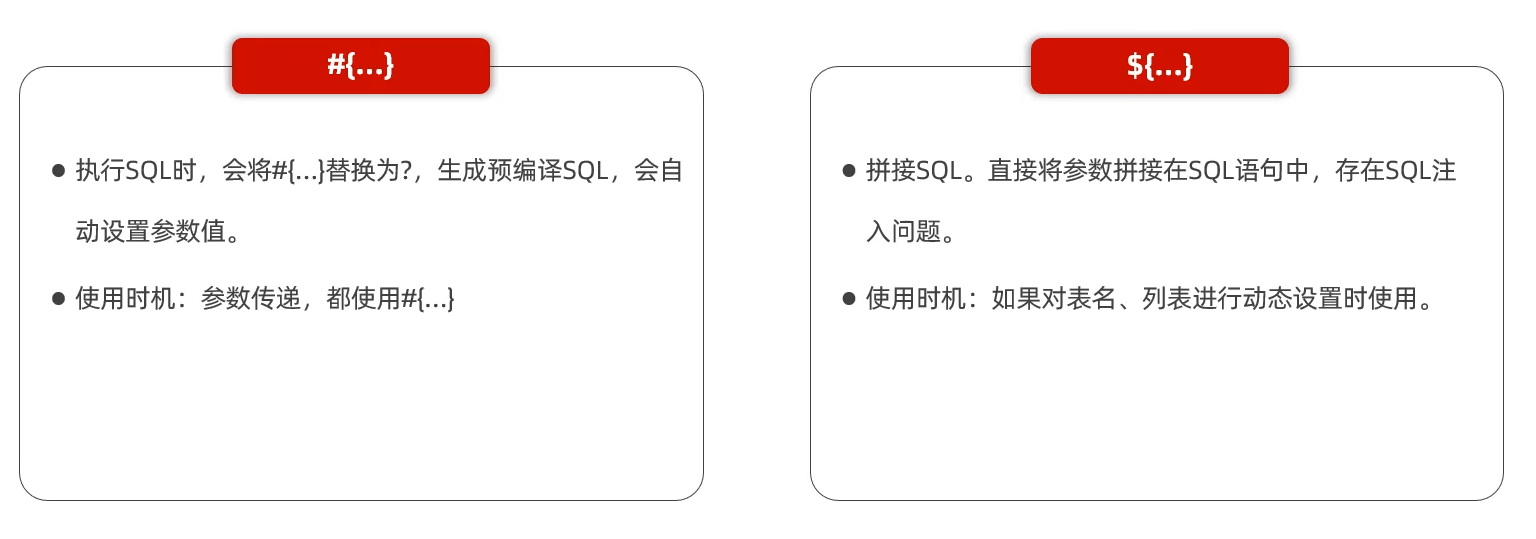 #{...}
● 执行SQL时，会将#{...}替换为?，生成预编译SQL，会自
动设置参数值。
● 使用时机：参数传递，都使用#{...}
${...}
● 拼接SQL。直接将参数拼接在SQL语句中，存在SQL注
入问题。
● 使用时机：如果对表名、列表进行动态设置时使用。